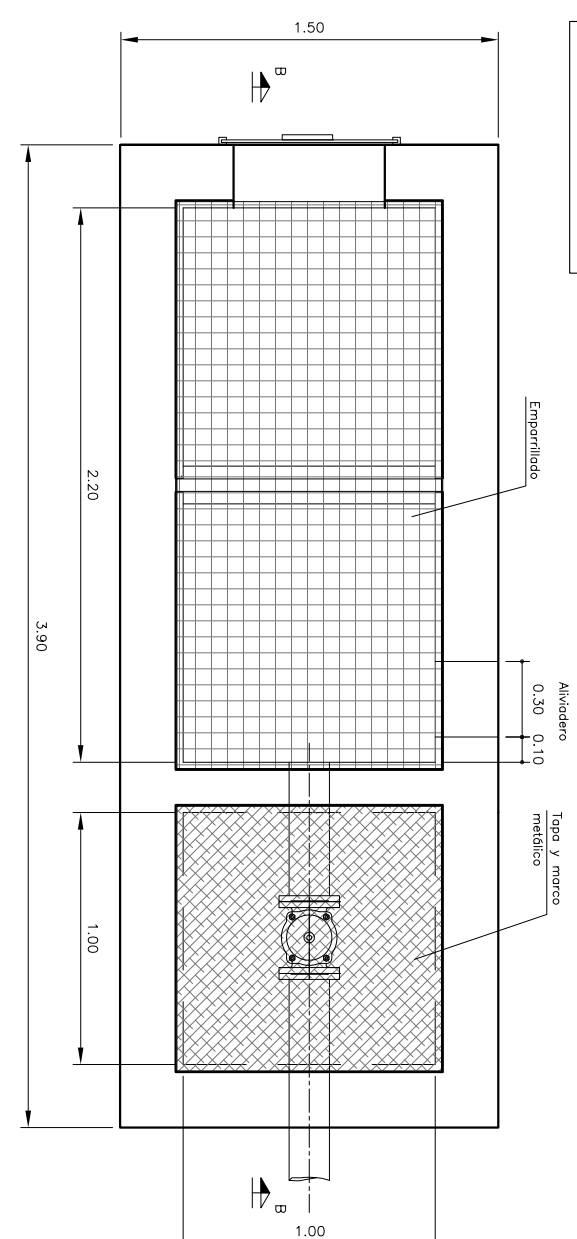 1.50
B
Emparrillado
2.20
3.90
Aliviadero
0.30
0.10
Tapa y marco
metálico
1.00
B
1.00